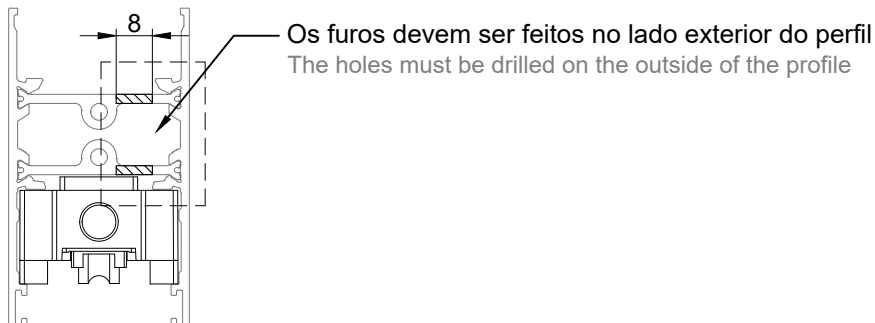 8
Os furos devem ser feitos no lado exterior do perfil
The holes must be drilled on the outside of the profile